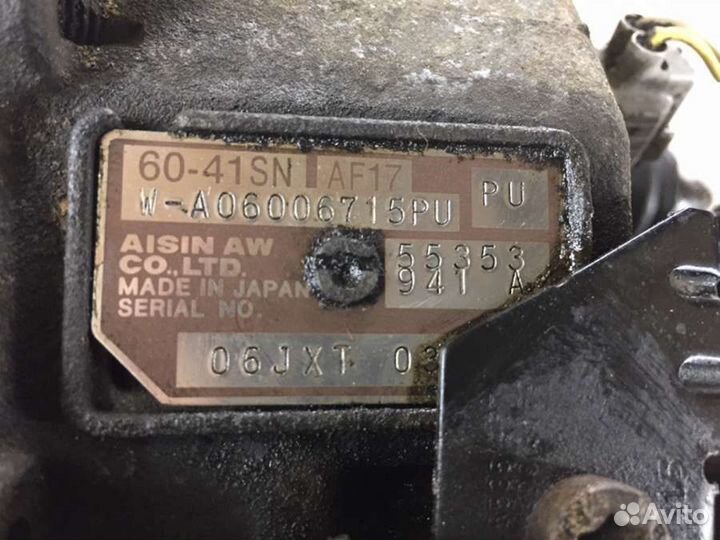 60-41SN AF17
W-A06006715PU PU
AISIN AW
CO.,LTD.
MADE IN JAPAN
SERIAL NO.
55353
941 A
06JXT 03
Avito